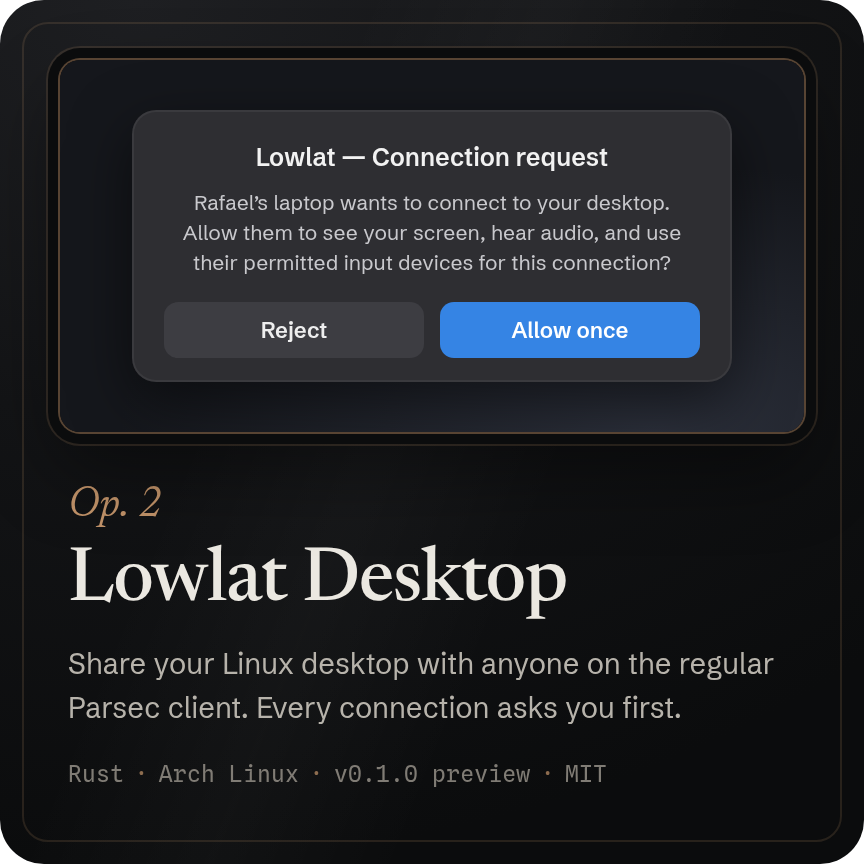 Lowlat — Connection request
Rafael’s laptop wants to connect to your desktop.
Allow them to see your screen, hear audio, and use
their permitted input devices for this connection?
Reject
Allow once
Op. 2
Lowlat Desktop
Share your Linux desktop with anyone on the regular
Parsec client. Every connection asks you first.
Rust · Arch Linux · v0.1.0 preview · MIT